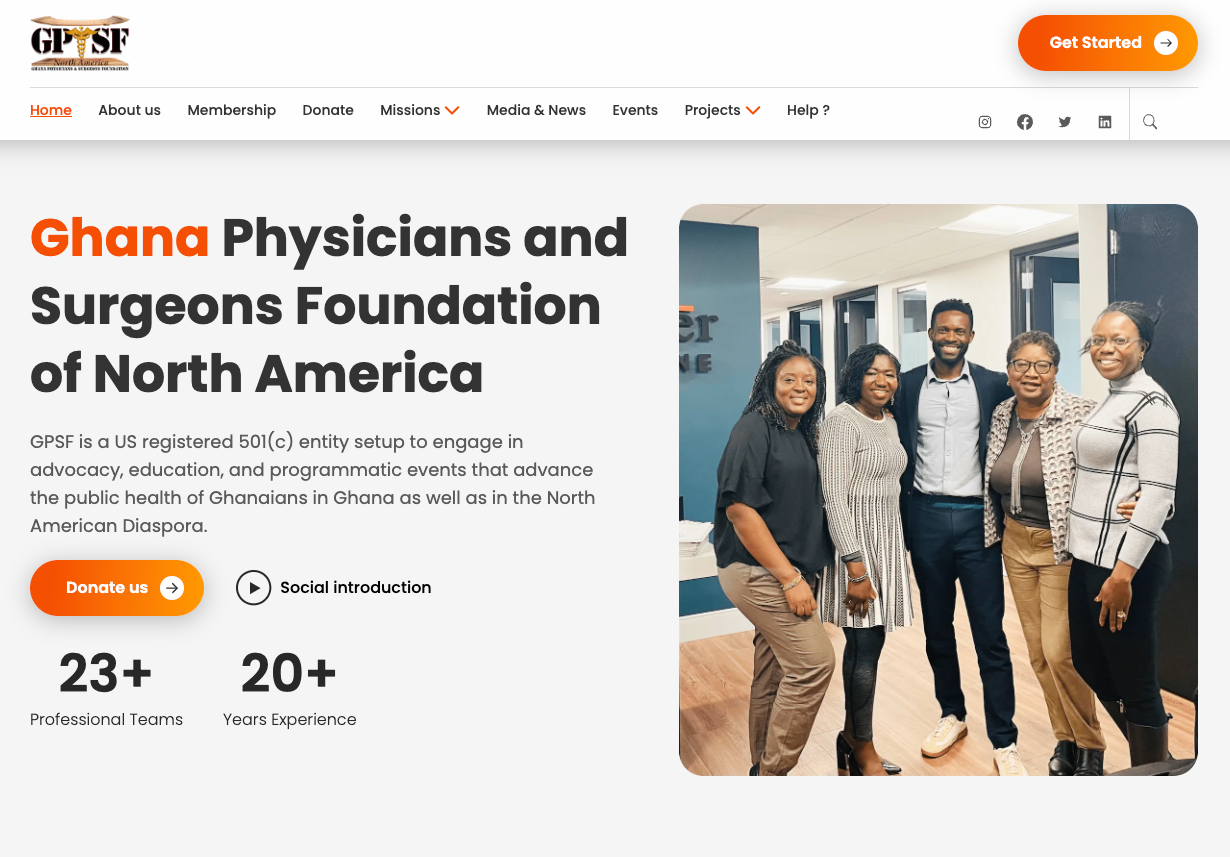 GPSF
North America
GHANA PHYSICIANS & SURGEONS FOUNDATION
Get Started
Home About us Membership Donate Missions Media & News Events Projects Help ?
Ghana Physicians and
Surgeons Foundation
of North America
GPSF is a US registered 501(c) entity setup to engage in
advocacy, education, and programmatic events that advance
the public health of Ghanaians in Ghana as well as in the North
American Diaspora.
Donate us
Social introduction
23+ 20+
Professional Teams Years Experience
er
NE